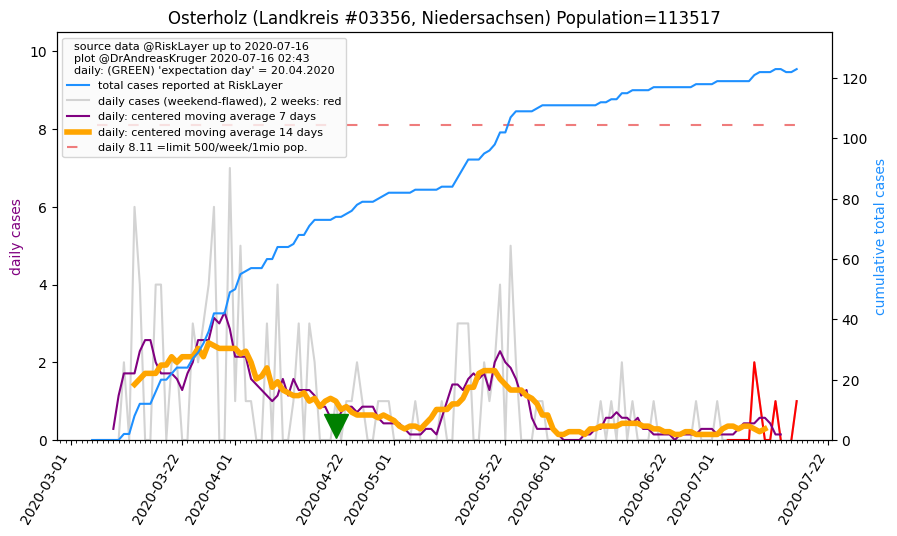 Osterholz (Landkreis #03356, Niedersachsen) Population=113517
source data @RiskLayer up to 2020-07-16
plot @DrAndreasKruger 2020-07-16 02:43
daily: (GREEN) 'expectation day' = 20.04.2020
total cases reported at RiskLayer
daily cases (weekend-flawed), 2 weeks: red
daily: centered moving average 7 days
daily: centered moving average 14 days
daily 8.11 =limit 500/week/1mio pop.
daily cases
10
8
6
4
2
0
cumulative total cases
120
100
80
60
40
20
0
2020-03-01
2020-03-22
2020-04-01
2020-04-22
2020-05-01
2020-05-22
2020-06-01
2020-06-22
2020-07-01
2020-07-22